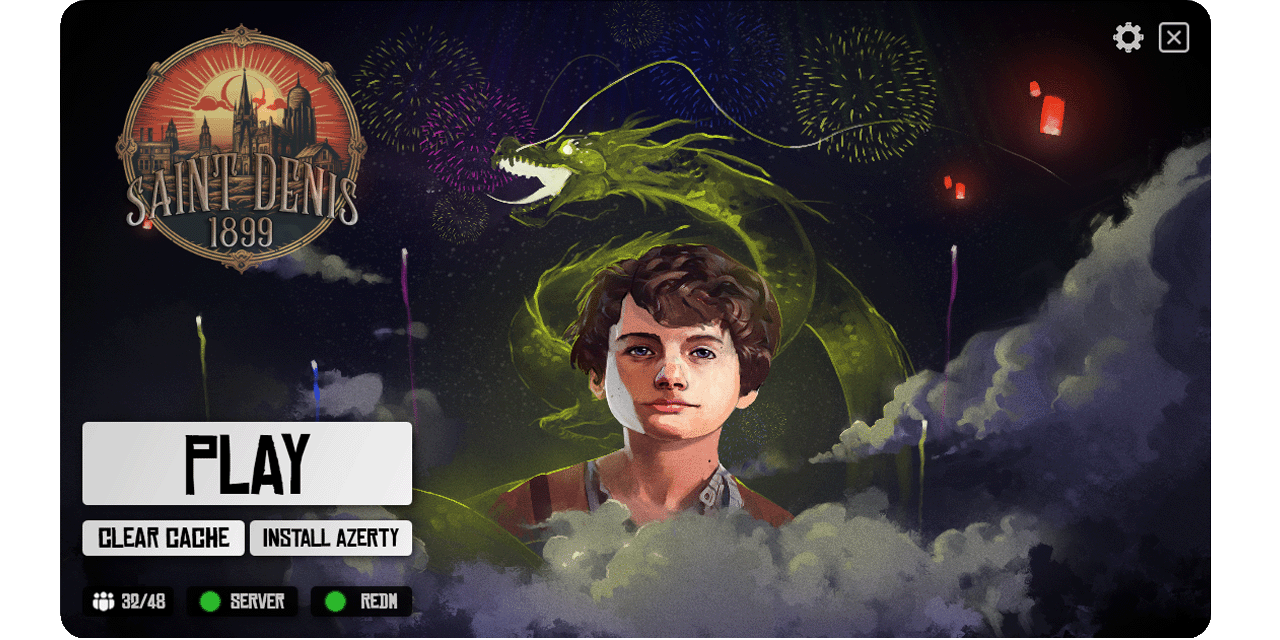 SAINT DENIS
1899
PLAY
CLEAR CACHE
INSTALL AZERTY
32/48
SERVER
REDM